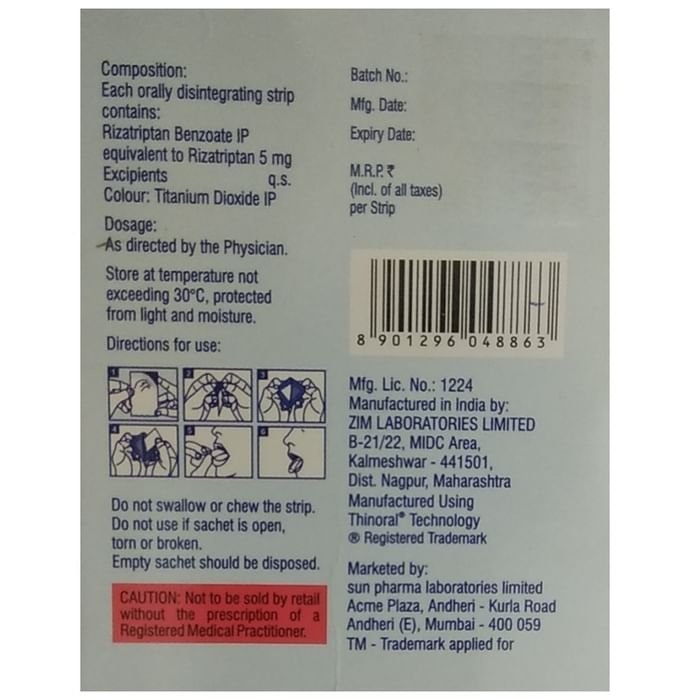 Composition:
Each orally disintegrating strip
contains:
Rizatriptan Benzoate IP
equivalent to Rizatriptan 5 mg
Excipients q.s.
Colour: Titanium Dioxide IP
Dosage:
As directed by the Physician.
Store at temperature not
exceeding 30°C, protected
from light and moisture.
Directions for use:
1 2 3
4 5 6
Do not swallow or chew the strip.
Do not use if sachet is open,
torn or broken.
Empty sachet should be disposed.
CAUTION: Not to be sold by retail
without the prescription of a
Registered Medical Practitioner.
Batch No.:
Mfg. Date:
Expiry Date:
M.R.P. ₹
(Incl. of all taxes)
per Strip
8 901296 048863
Mfg. Lic. No.: 1224
Manufactured in India by:
ZIM LABORATORIES LIMITED
B-21/22, MIDC Area,
Kalmeshwar - 441501,
Dist. Nagpur, Maharashtra
Manufactured Using
Thinoral® Technology
® Registered Trademark
Marketed by:
sun pharma laboratories limited
Acme Plaza, Andheri - Kurla Road
Andheri (E), Mumbai - 400 059
TM - Trademark applied for